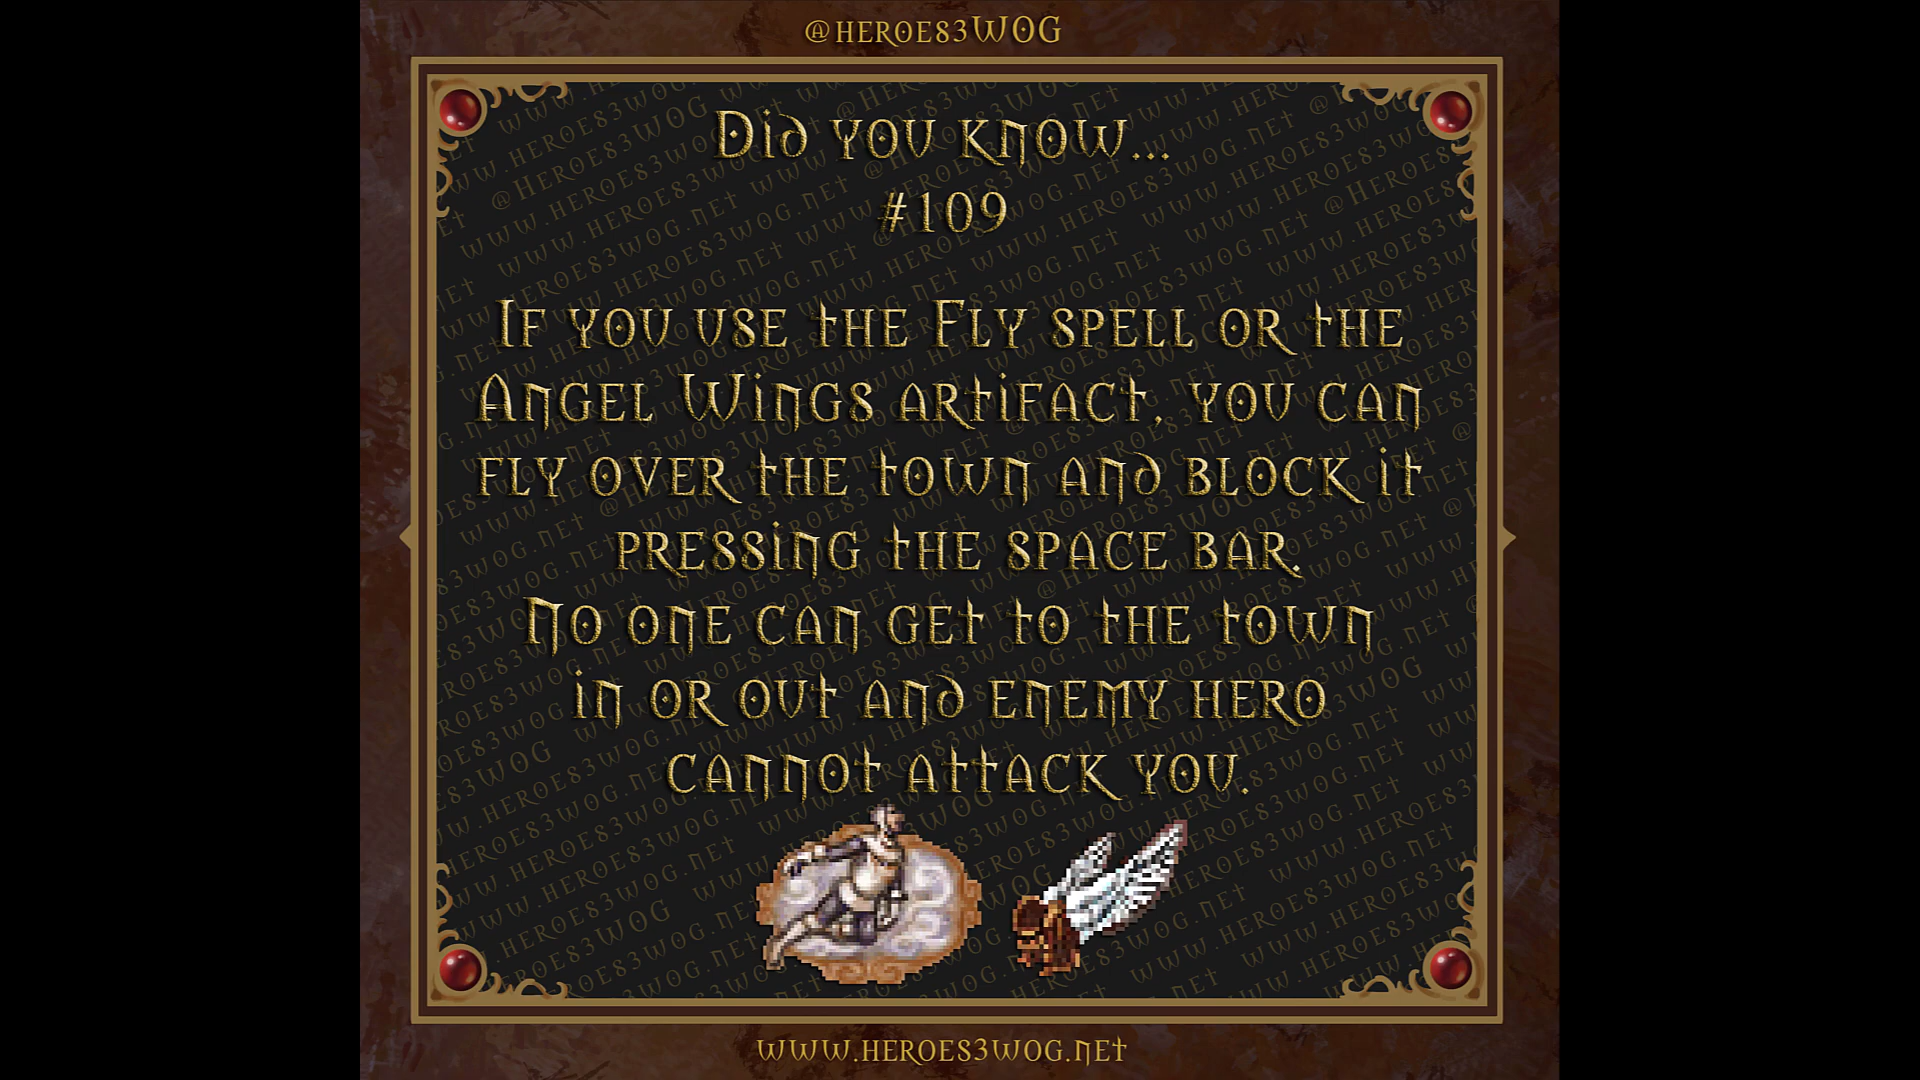 @heroes3WOG
Did you know...
#109
If you use the Fly spell or the
Angel Wings artifact, you can
fly over the town and block it
pressing the space bar.
No one can get to the town
in or out and enemy hero
cannot attack you.
www.heroes3wog.net